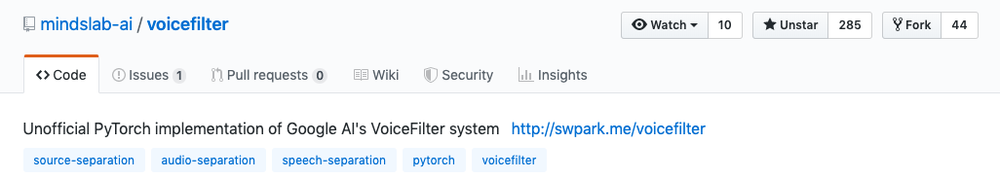 mindslab-ai / voicefilter Watch 10 Unstar 285 Fork 44
Code Issues 1 Pull requests 0 Wiki Security Insights
Unofficial PyTorch implementation of Google AI's VoiceFilter system http://swpark.me/voicefilter
source-separation audio-separation speech-separation pytorch voicefilter